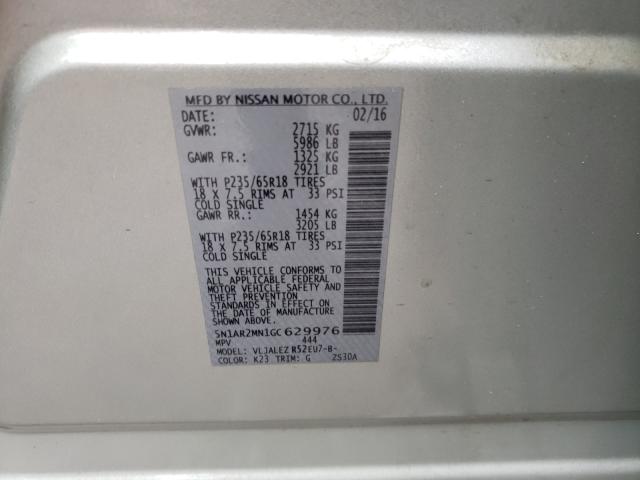 MFD BY NISSAN MOTOR CO., LTD.
DATE: 02/16
GVWR: 2715 KG
5986 LB
GAWR FR.: 1325 KG
2921 LB
WITH P235/65R18 TIRES
18 X 7.5 RIMS AT 33 PSI
COLD SINGLE
GAWR RR.: 1454 KG
3205 LB
WITH P235/65R18 TIRES
18 X 7.5 RIMS AT 33 PSI
COLD SINGLE
THIS VEHICLE CONFORMS TO
ALL APPLICABLE FEDERAL
MOTOR VEHICLE SAFETY AND
THEFT PREVENTION
STANDARDS IN EFFECT ON
THE DATE OF MANUFACTURE
SHOWN ABOVE.
5N1AR2MN1GC629976
MPV 444
MODEL: VLJALEZ R52EU7-B-
COLOR: K23 TRIM: G 2S3DA